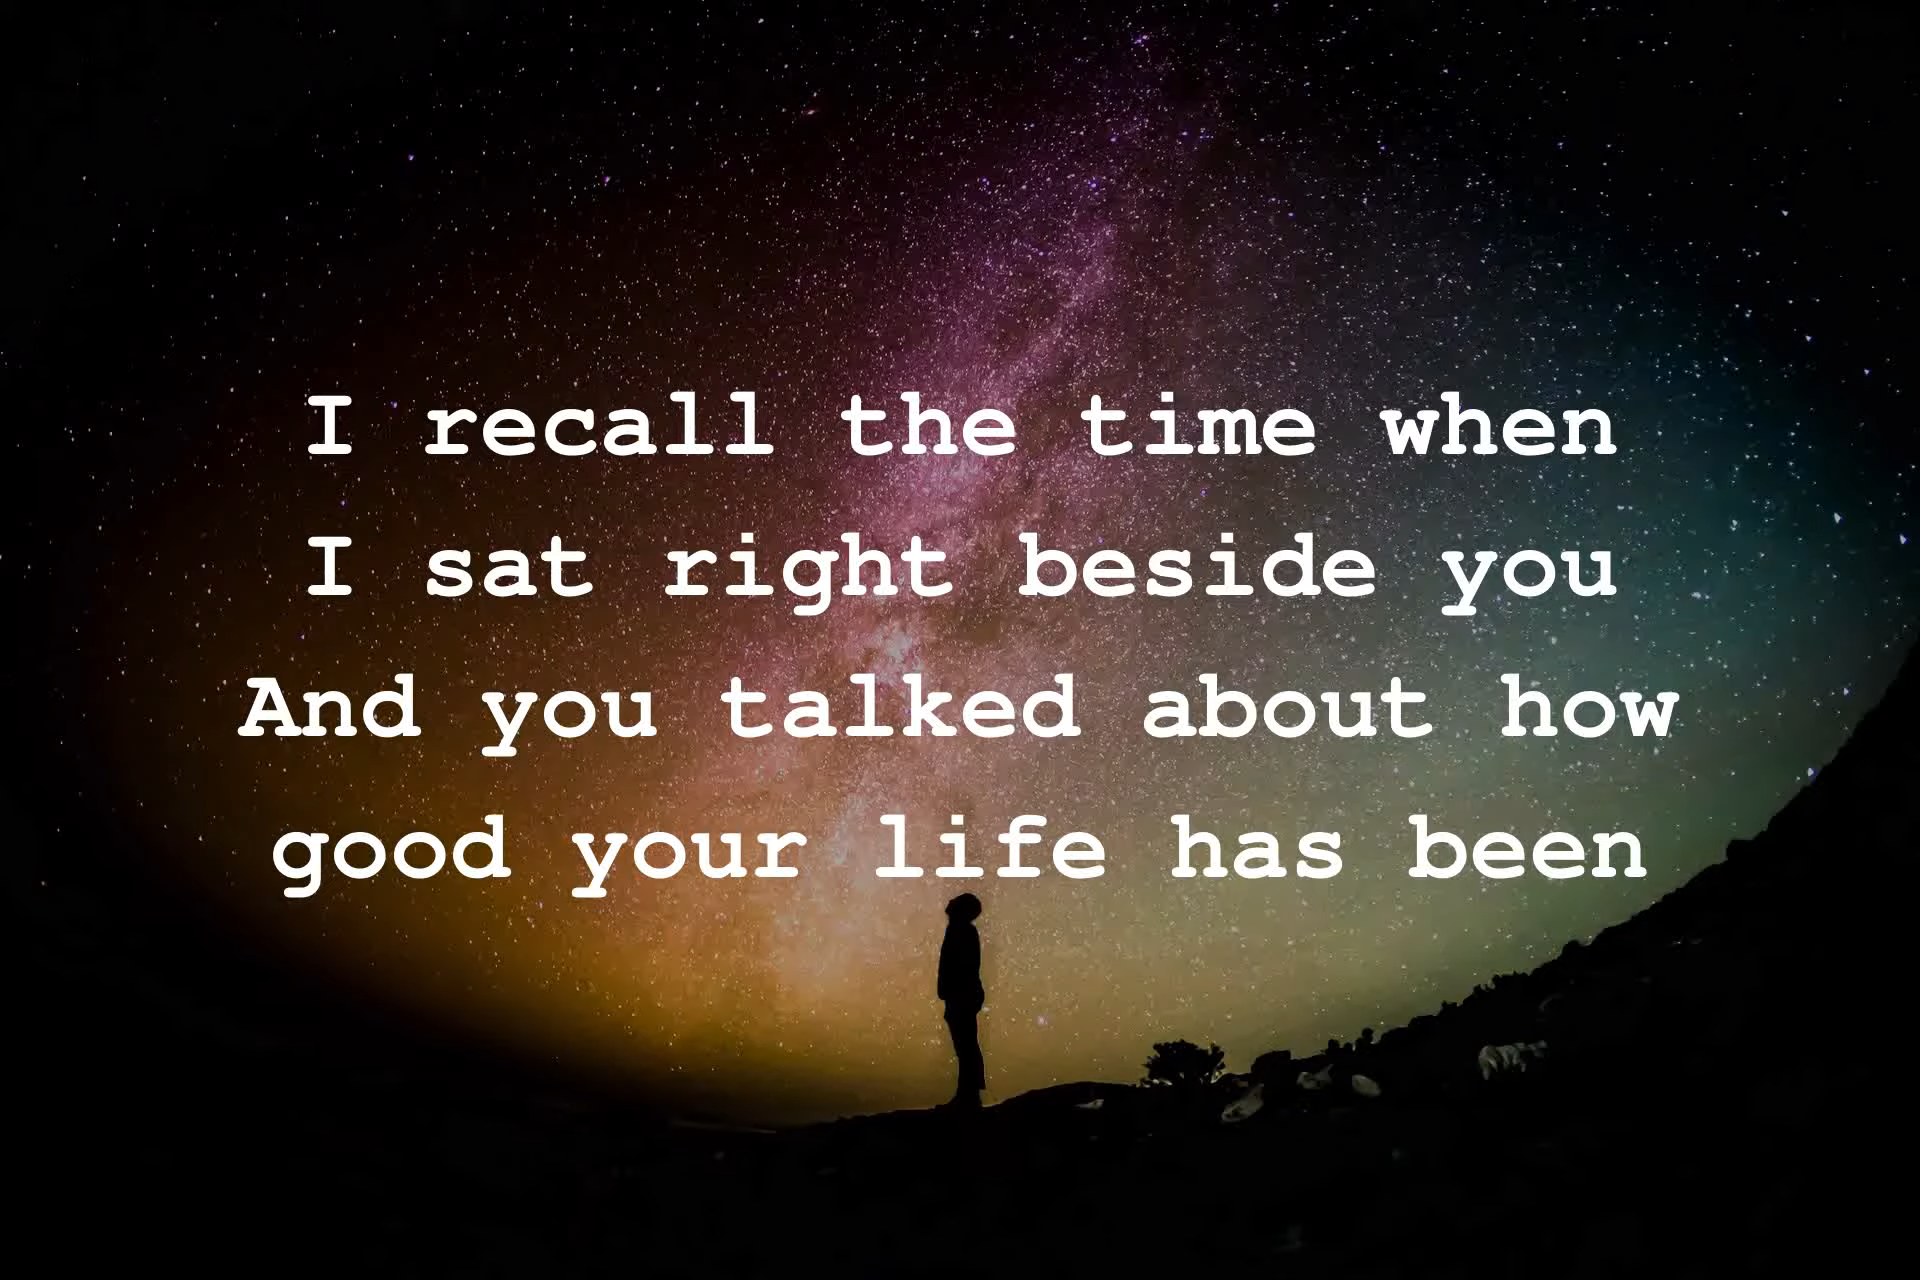 I recall the time when
I sat right beside you
And you talked about how
good your life has been